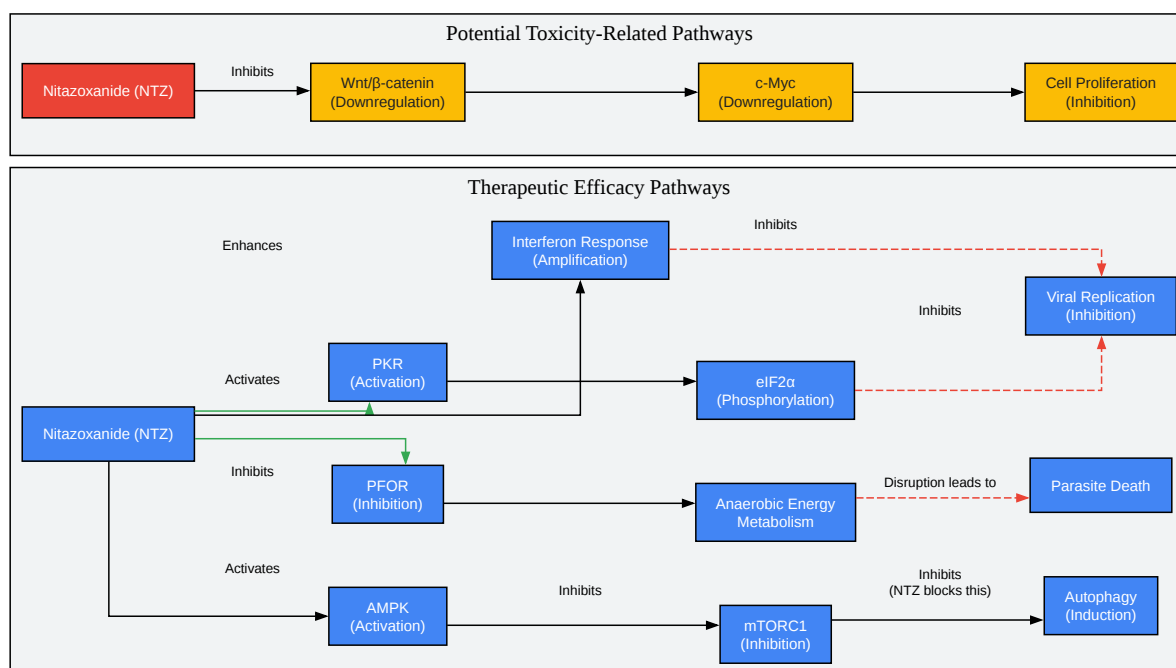 Potential Toxicity-Related Pathways
Inhibits
Nitazoxanide (NTZ)
Wnt/β-catenin
(Downregulation)
c-Myc
(Downregulation)
Cell Proliferation
(Inhibition)
Therapeutic Efficacy Pathways
Enhances
Interferon Response
(Amplification)
Inhibits
Viral Replication
(Inhibition)
Inhibits
Activates
PKR
(Activation)
eIF2α
(Phosphorylation)
Nitazoxanide (NTZ)
Inhibits
PFOR
(Inhibition)
Anaerobic Energy
Metabolism
Disruption leads to
Parasite Death
Activates
AMPK
(Activation)
Inhibits
mTORC1
(Inhibition)
Inhibits
(NTZ blocks this)
Autophagy
(Induction)